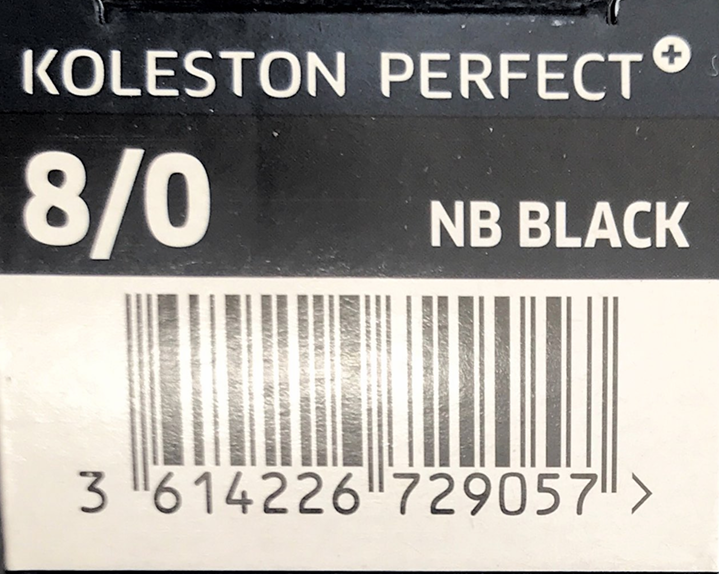 KOLESTON PERFECT+
8/0 NB BLACK
3 614226 729057 >